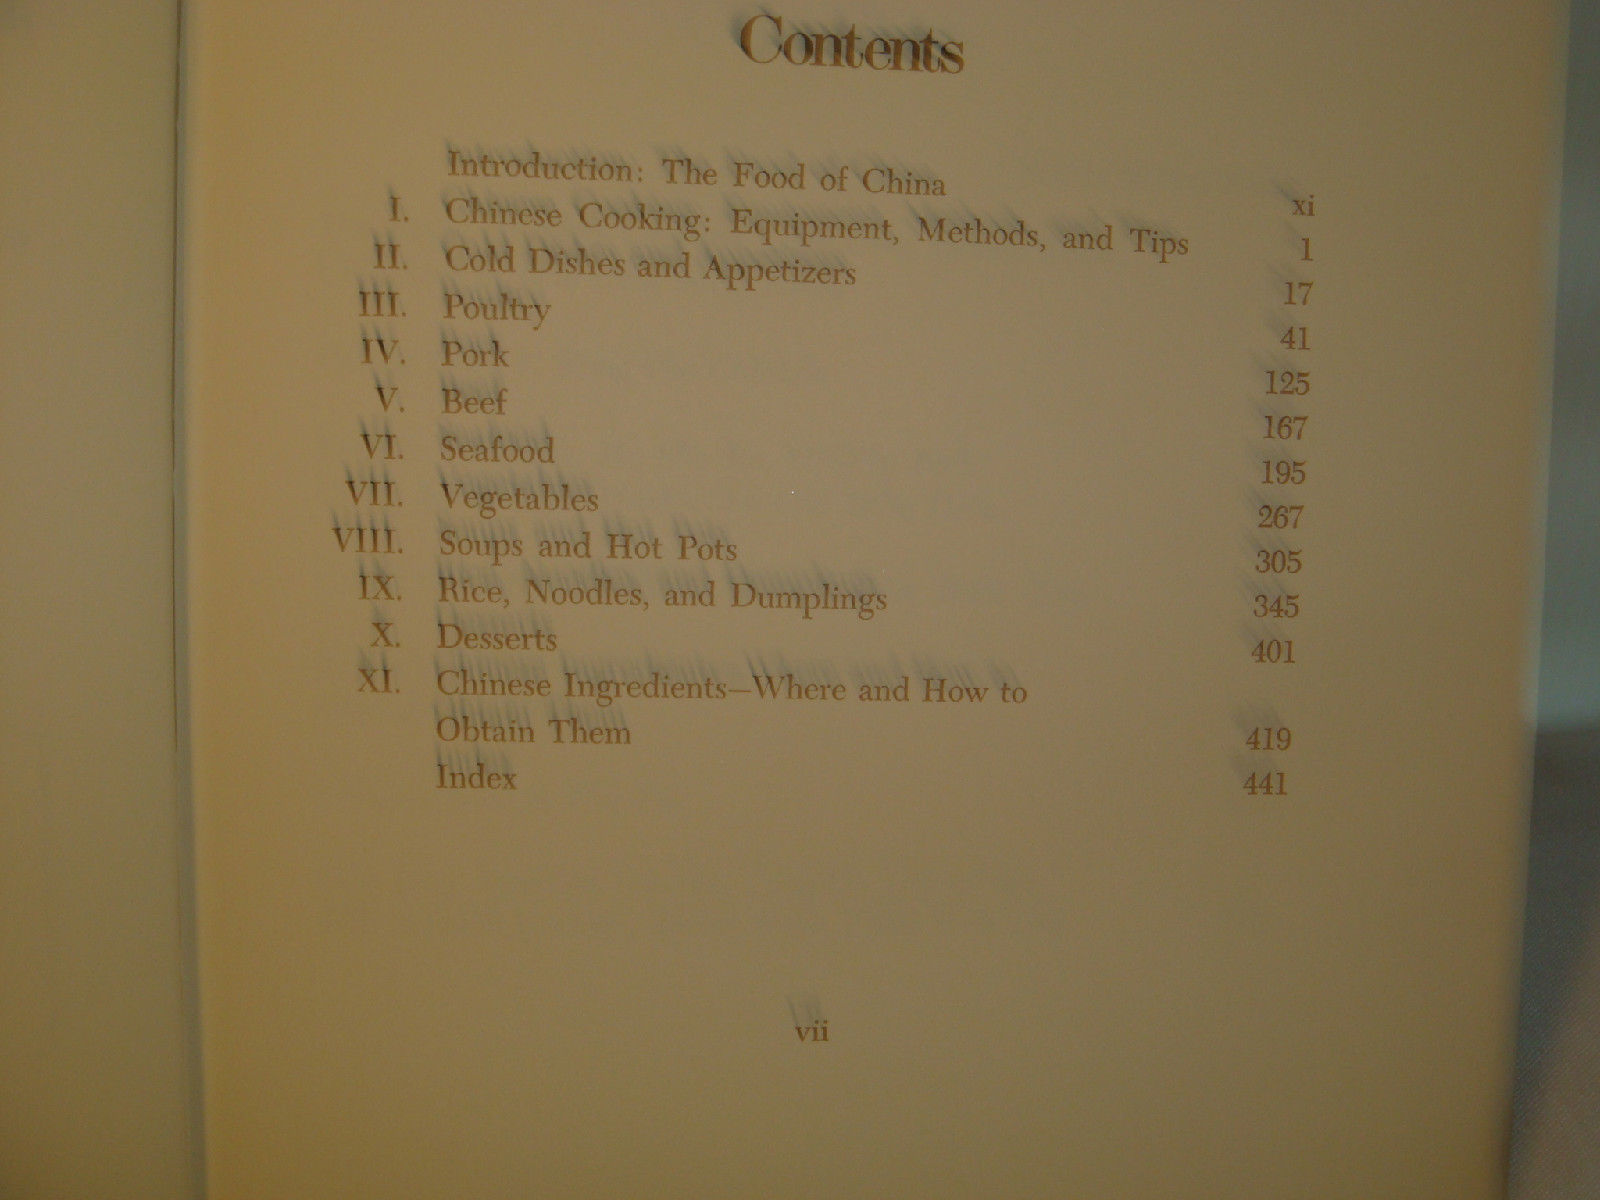 Contents
Introduction: The Food of China xi
I. Chinese Cooking: Equipment, Methods, and Tips 1
II. Cold Dishes and Appetizers 17
III. Poultry 41
IV. Pork 125
V. Beef 167
VI. Seafood 195
VII. Vegetables 267
VIII. Soups and Hot Pots 305
IX. Rice, Noodles, and Dumplings 345
X. Desserts 401
XI. Chinese Ingredients—Where and How to
Obtain Them 419
Index 441
vii